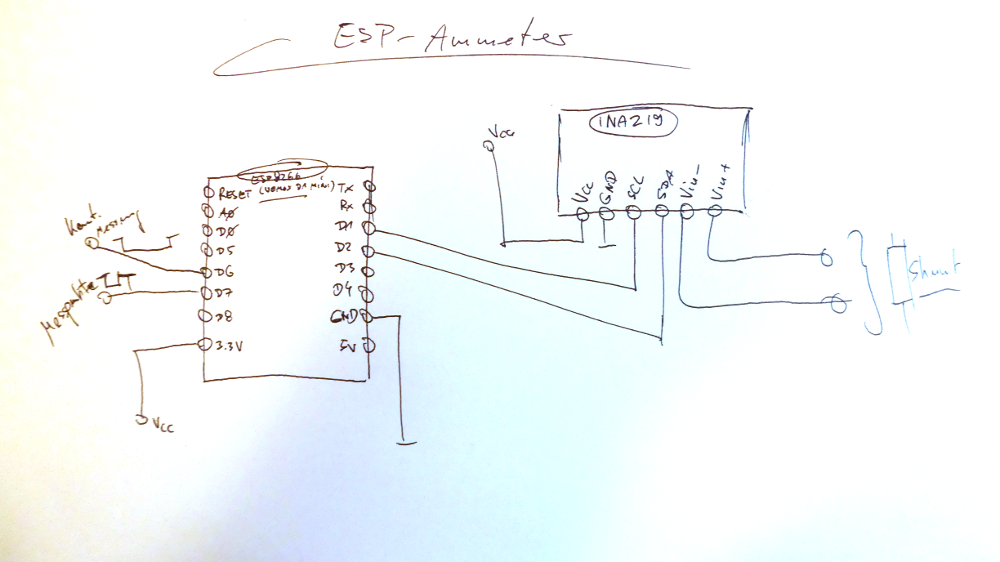 ESP-Ammeter
INA219
Vcc
Vcc
GND
SCL
SDA
Vin-
Vin+
Shunt
ESP8266
(WEMOS D1 MINI)
RESET
A0
D0
D5
D6
D7
D8
3.3V
TX
RX
D1
D2
D3
D4
GND
5V
Kont.
Messung
Messpunkte
Vcc